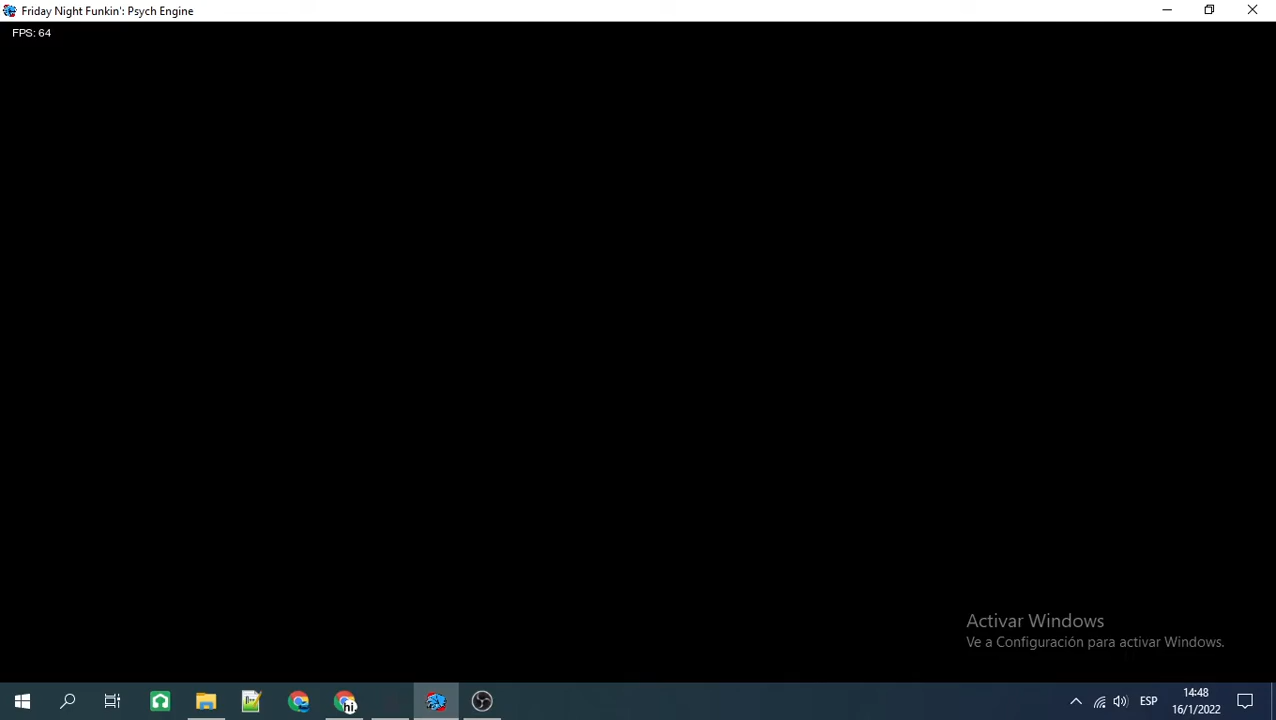 Friday Night Funkin': Psych Engine
FPS: 64
Activar Windows
Ve a Configuración para activar Windows.
hi
ESP
14:48
16/1/2022